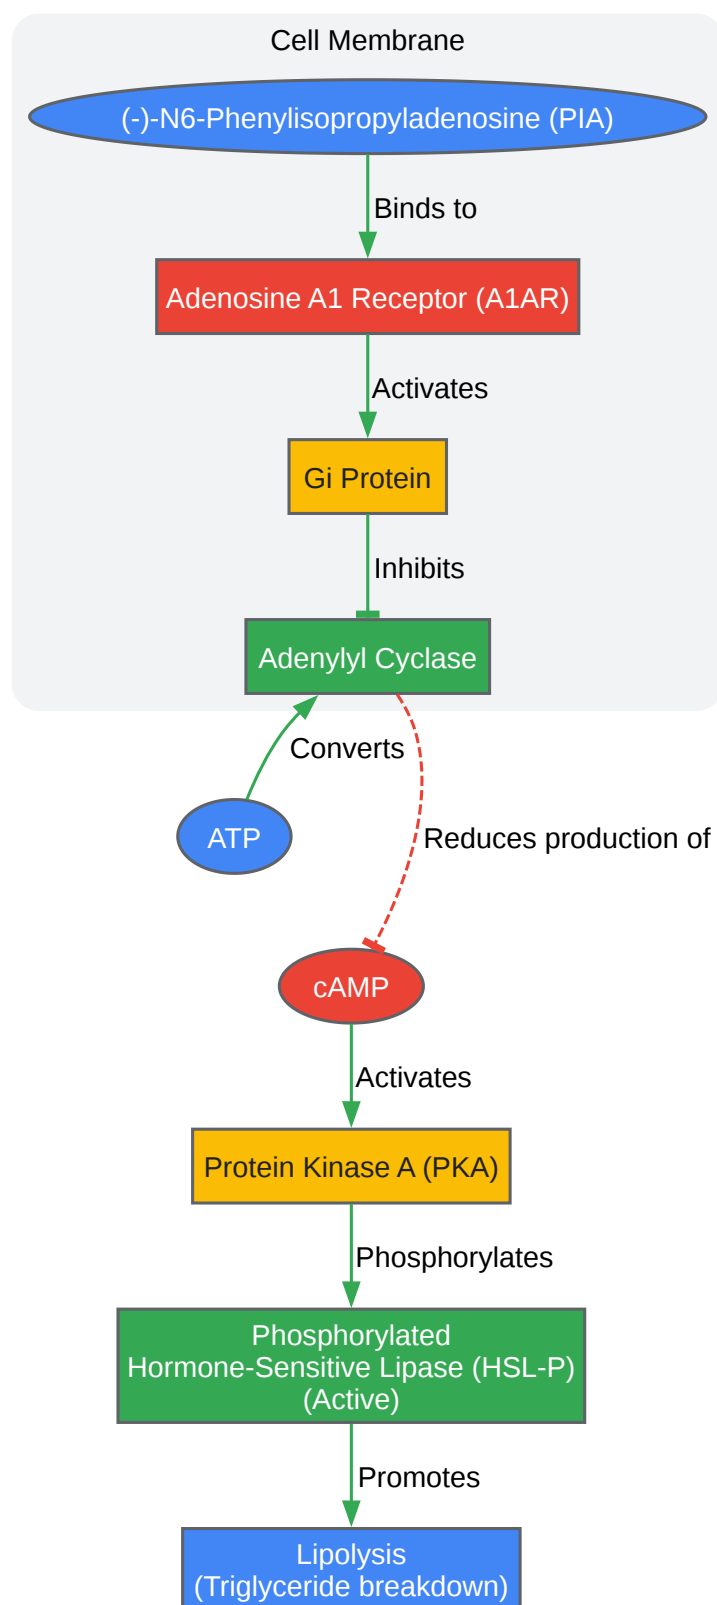 Cell Membrane
(-)-N6-Phenylisopropyladenosine (PIA)
Binds to
Adenosine A1 Receptor (A1AR)
Activates
Gi Protein
Inhibits
Adenylyl Cyclase
Converts
ATP
Reduces production of
cAMP
Activates
Protein Kinase A (PKA)
Phosphorylates
Phosphorylated
Hormone-Sensitive Lipase (HSL-P)
(Active)
Promotes
Lipolysis
(Triglyceride breakdown)